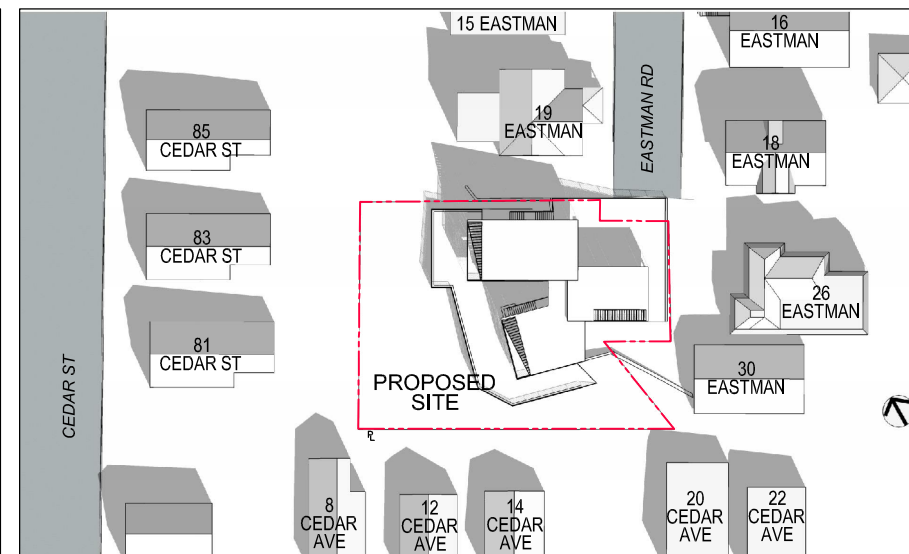 15 EASTMAN
16
EASTMAN
85
CEDAR ST
19
EASTMAN
EASTMAN RD
18
EASTMAN
83
CEDAR ST
26
EASTMAN
81
CEDAR ST
30
EASTMAN
PROPOSED
SITE
CEDAR ST
PL
8
CEDAR
AVE
12
CEDAR
AVE
14
CEDAR
AVE
20
CEDAR
AVE
22
CEDAR
AVE